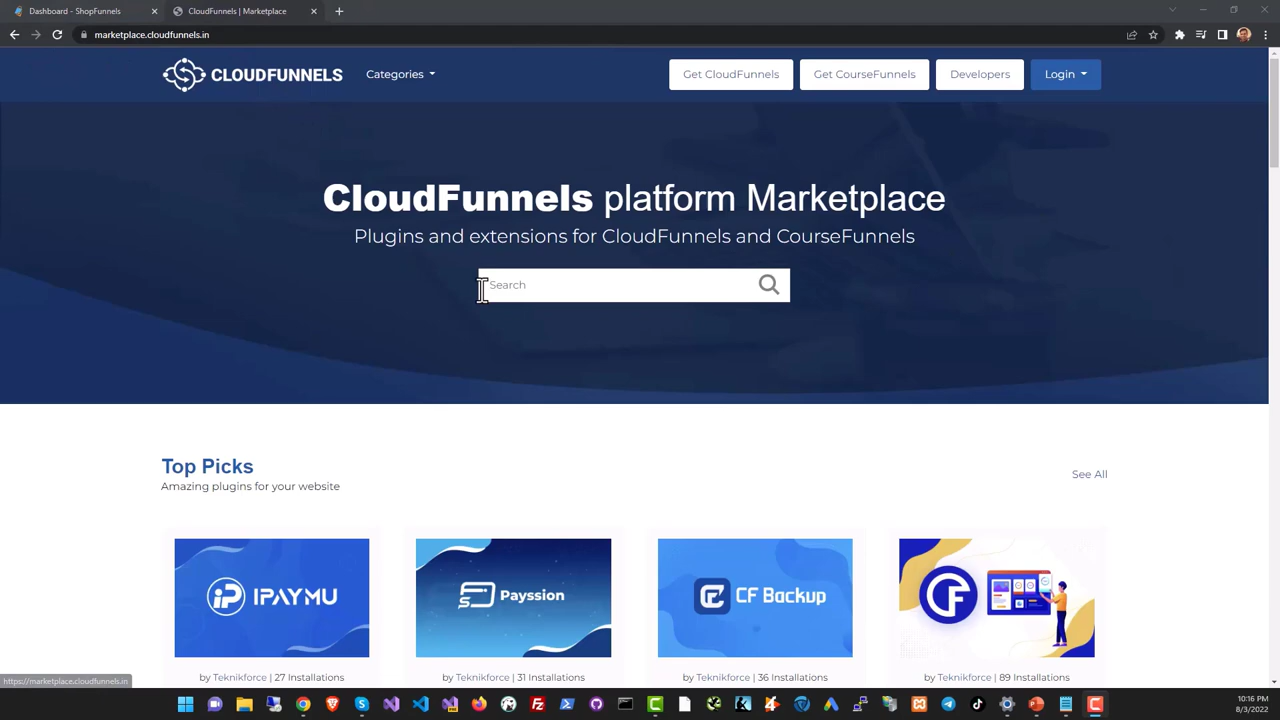 Dashboard - ShopFunnels
CloudFunnels | Marketplace
marketplace.cloudfunnels.in
CLOUDFUNNELS
Categories
Get CloudFunnels
Get CourseFunnels
Developers
Login
CloudFunnels platform Marketplace
Plugins and extensions for CloudFunnels and CourseFunnels
Search
Top Picks
Amazing plugins for your website
See All
IPAYMU
Payssion
CF Backup
by Teknikforce | 27 Installations
by Teknikforce | 31 Installations
by Teknikforce | 36 Installations
by Teknikforce | 89 Installations
https://marketplace.cloudfunnels.in
10:16 PM
8/3/2022